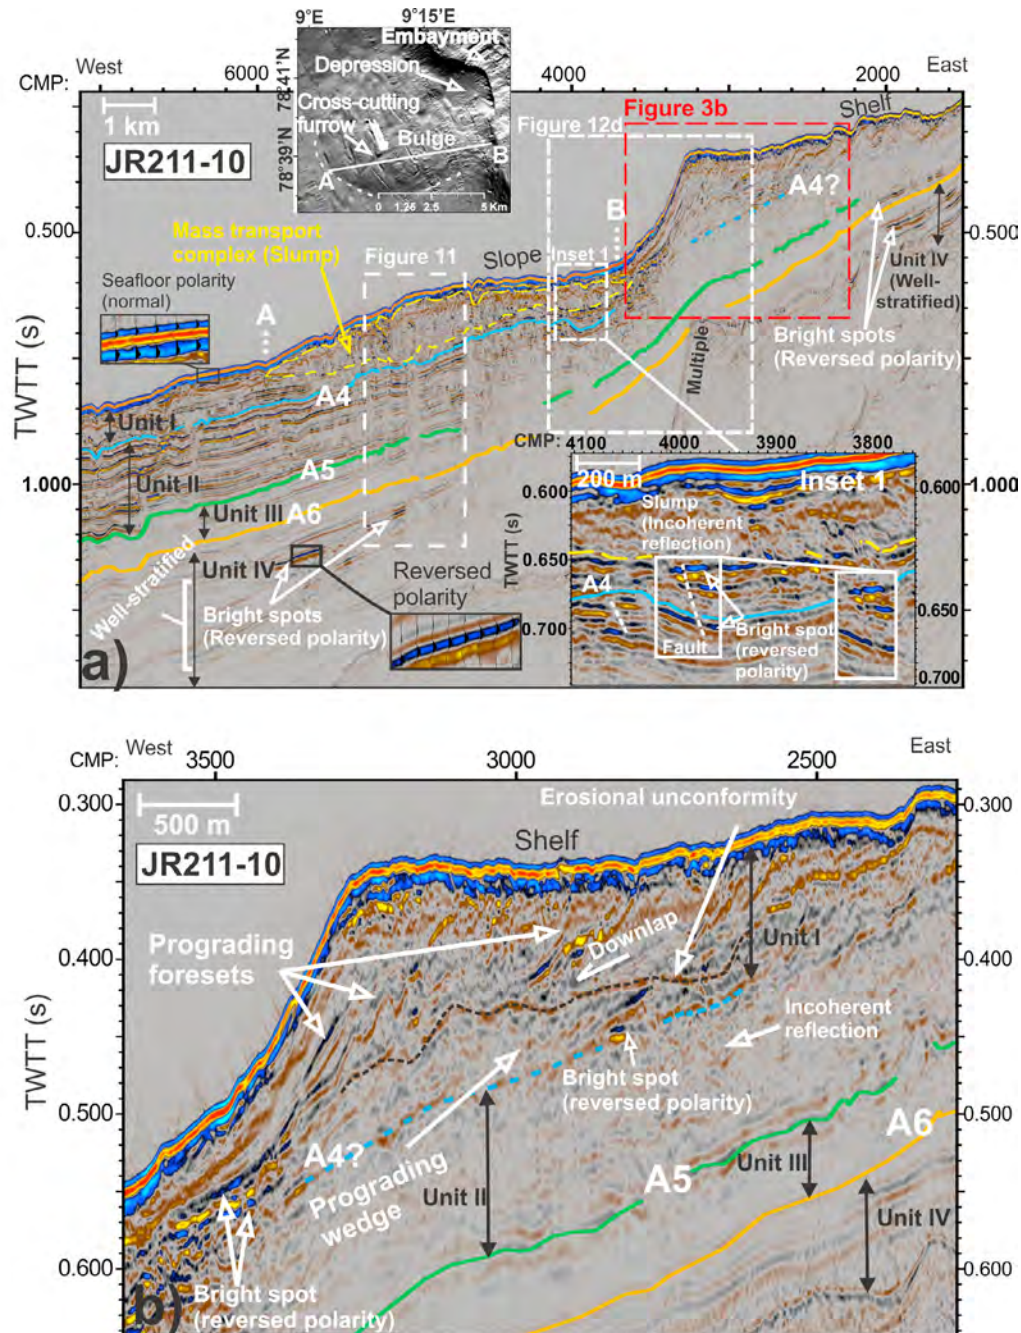 9°E
9°15'E
West
East
CMP:
6000
4000
2000
78°41'N
78°39'N
Embayment
Depression
Cross-cutting
furrow
Bulge
A
B
0 1.25 2.5 5 Km
1 km
JR211-10
Figure 3b
Figure 12d
Shelf
A4?
0.500
0.500
Mass transport
complex (Slump)
Figure 11
Slope
Inset 1
B
Unit IV
(Well-
stratified)
Seafloor polarity
(normal)
A
Bright spots
(Reversed polarity)
Multiple
TWTT (s)
A4
Unit I
Unit II
A5
Unit III
A6
1.000
1.000
Unit IV
Well-stratified
Bright spots
(Reversed polarity)
Reversed
polarity
CMP:
4100
4000
3900
3800
200 m
Inset 1
0.600
0.600
Slump
(Incoherent
reflection)
TWTT (s)
0.650
0.650
A4
0.700
0.700
Fault
Bright spot
(reversed
polarity)
a)
West
East
CMP:
3500
3000
2500
0.300
0.300
500 m
JR211-10
Shelf
Erosional unconformity
Prograding
foresets
Downlap
Unit I
0.400
0.400
TWTT (s)
Incoherent
reflection
Bright spot
(reversed polarity)
0.500
0.500
A4?
Prograding
wedge
Unit II
A5
Unit III
A6
Unit IV
0.600
0.600
Bright spot
(reversed polarity)
b)